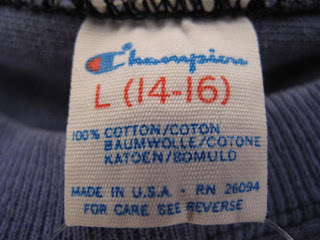 Champion
L (14-16)
100% COTTON/COTON
BAUMWOLLE/COTONE
KATOEN/BOMULD
MADE IN U.S.A. - RN 26094
FOR CARE SEE REVERSE